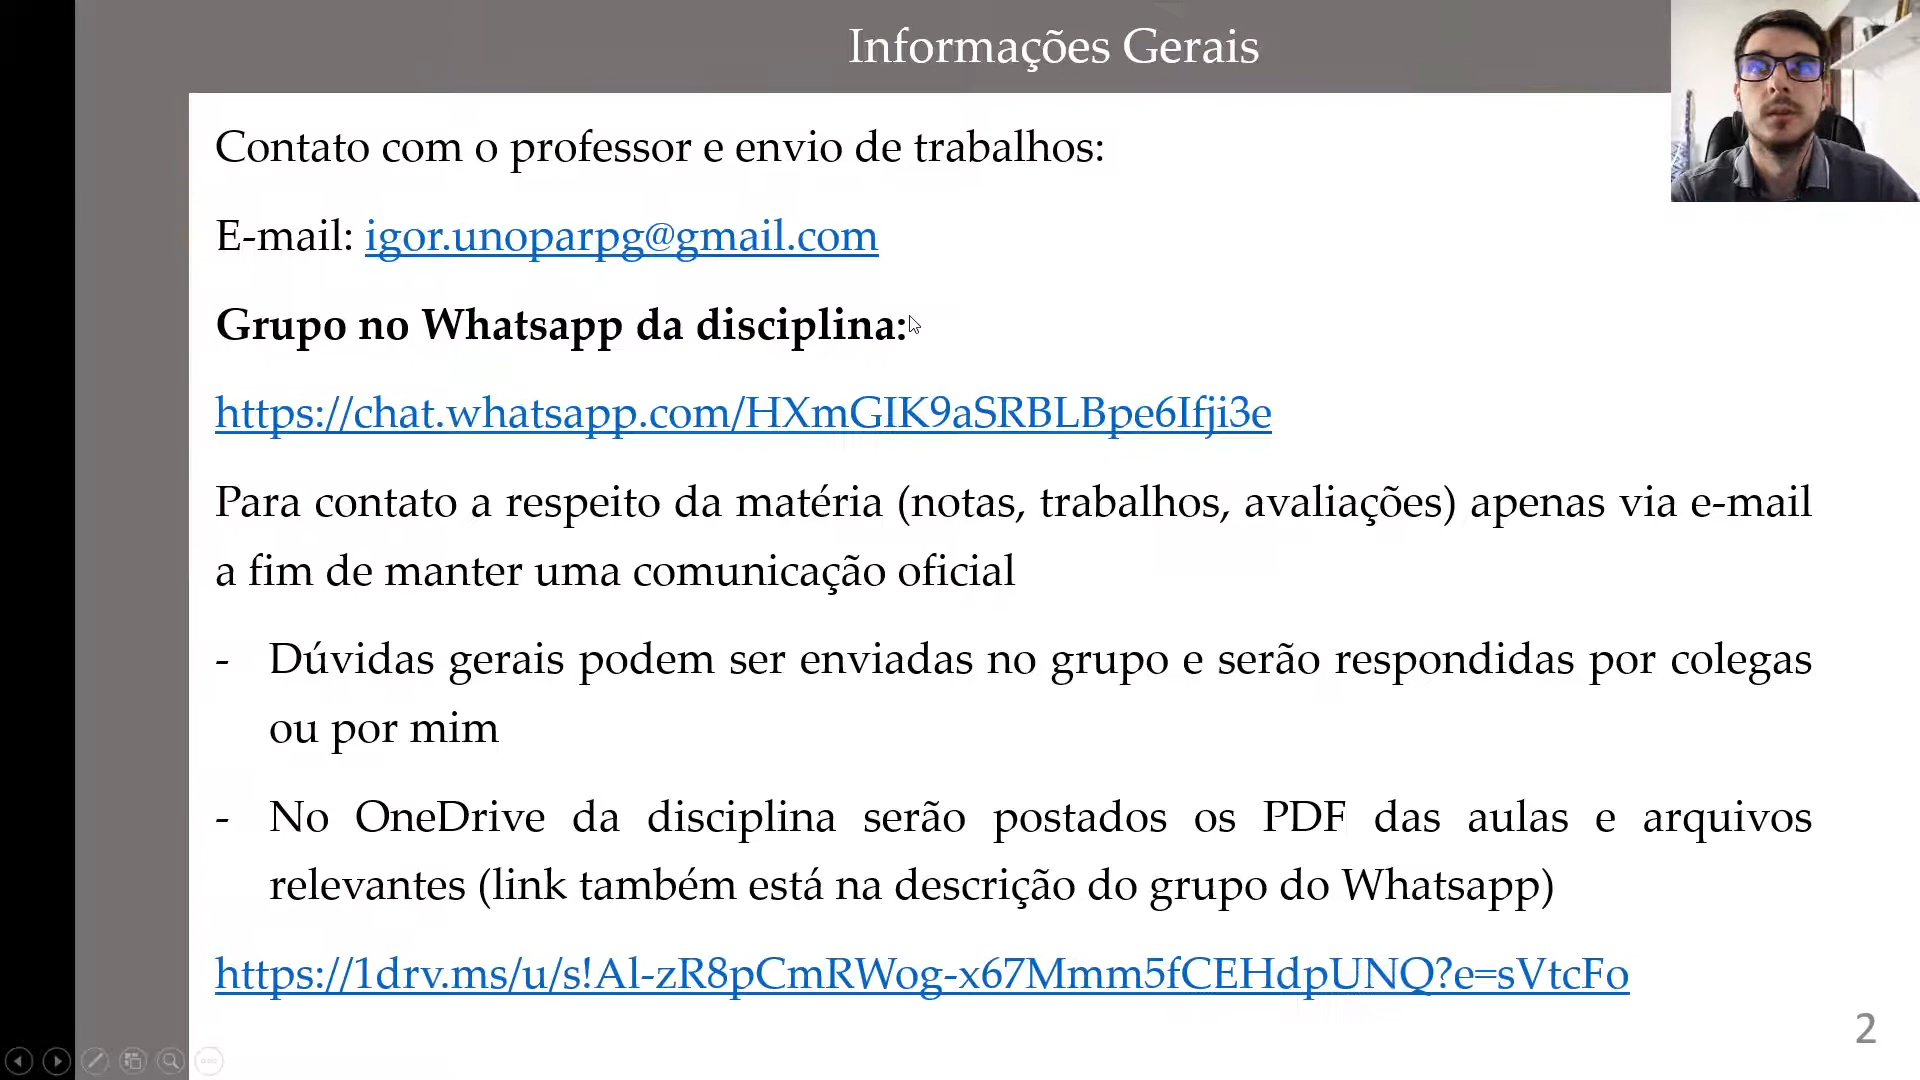 Informações Gerais
Contato com o professor e envio de trabalhos:
E-mail: igor.unoparpg@gmail.com
Grupo no Whatsapp da disciplina:
https://chat.whatsapp.com/HXmGIK9aSRBLBpe6Ifji3e
Para contato a respeito da matéria (notas, trabalhos, avaliações) apenas via e-mail
a fim de manter uma comunicação oficial
- Dúvidas gerais podem ser enviadas no grupo e serão respondidas por colegas
ou por mim
- No OneDrive da disciplina serão postados os PDF das aulas e arquivos
relevantes (link também está na descrição do grupo do Whatsapp)
https://1drv.ms/u/s!Al-zR8pCmRWog-x67Mmm5fCEHdpUNQ?e=sVtcFo
2